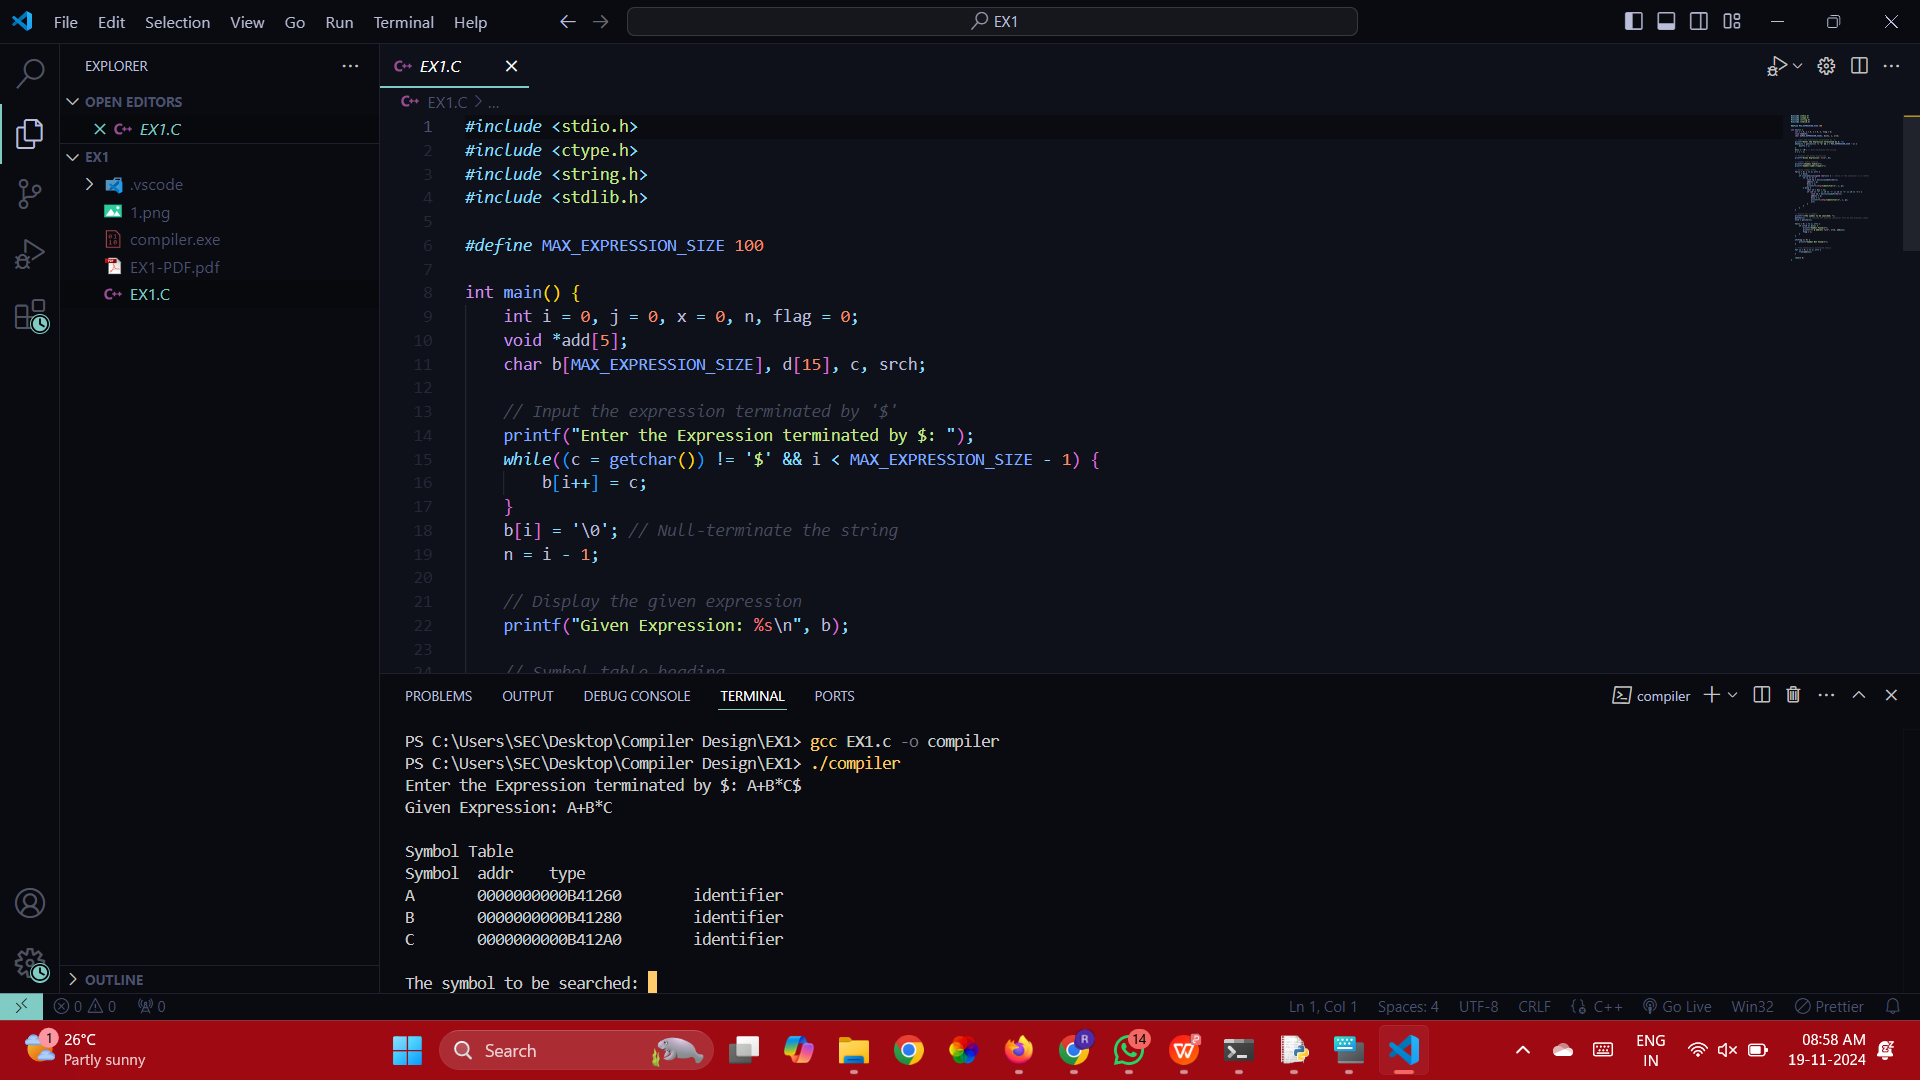 File Edit Selection View Go Run Terminal Help
EX1
EXPLORER
OPEN EDITORS
EX1.C
EX1
.vscode
1.png
compiler.exe
EX1-PDF.pdf
EX1.C
OUTLINE
EX1.C
EX1.C > ...
1 #include <stdio.h>
2 #include <ctype.h>
3 #include <string.h>
4 #include <stdlib.h>
5
6 #define MAX_EXPRESSION_SIZE 100
7
8 int main() {
9 int i = 0, j = 0, x = 0, n, flag = 0;
10 void *add[5];
11 char b[MAX_EXPRESSION_SIZE], d[15], c, srch;
12
13 // Input the expression terminated by '$'
14 printf("Enter the Expression terminated by $: ");
15 while((c = getchar()) != '$' && i < MAX_EXPRESSION_SIZE - 1) {
16 b[i++] = c;
17 }
18 b[i] = '\0'; // Null-terminate the string
19 n = i - 1;
20
21 // Display the given expression
22 printf("Given Expression: %s\n", b);
23
24 // Symbol table heading
PROBLEMS OUTPUT DEBUG CONSOLE TERMINAL PORTS
compiler
PS C:\Users\SEC\Desktop\Compiler Design\EX1> gcc EX1.c -o compiler
PS C:\Users\SEC\Desktop\Compiler Design\EX1> ./compiler
Enter the Expression terminated by $: A+B*C$
Given Expression: A+B*C
Symbol Table
Symbol addr type
A 0000000000B41260 identifier
B 0000000000B41280 identifier
C 0000000000B412A0 identifier
The symbol to be searched:
0 0 0
Ln 1, Col 1 Spaces: 4 UTF-8 CRLF {} C++ Go Live Win32 Prettier
1
26°C
Partly sunny
Search
R
14
ENG
IN
08:58 AM
19-11-2024